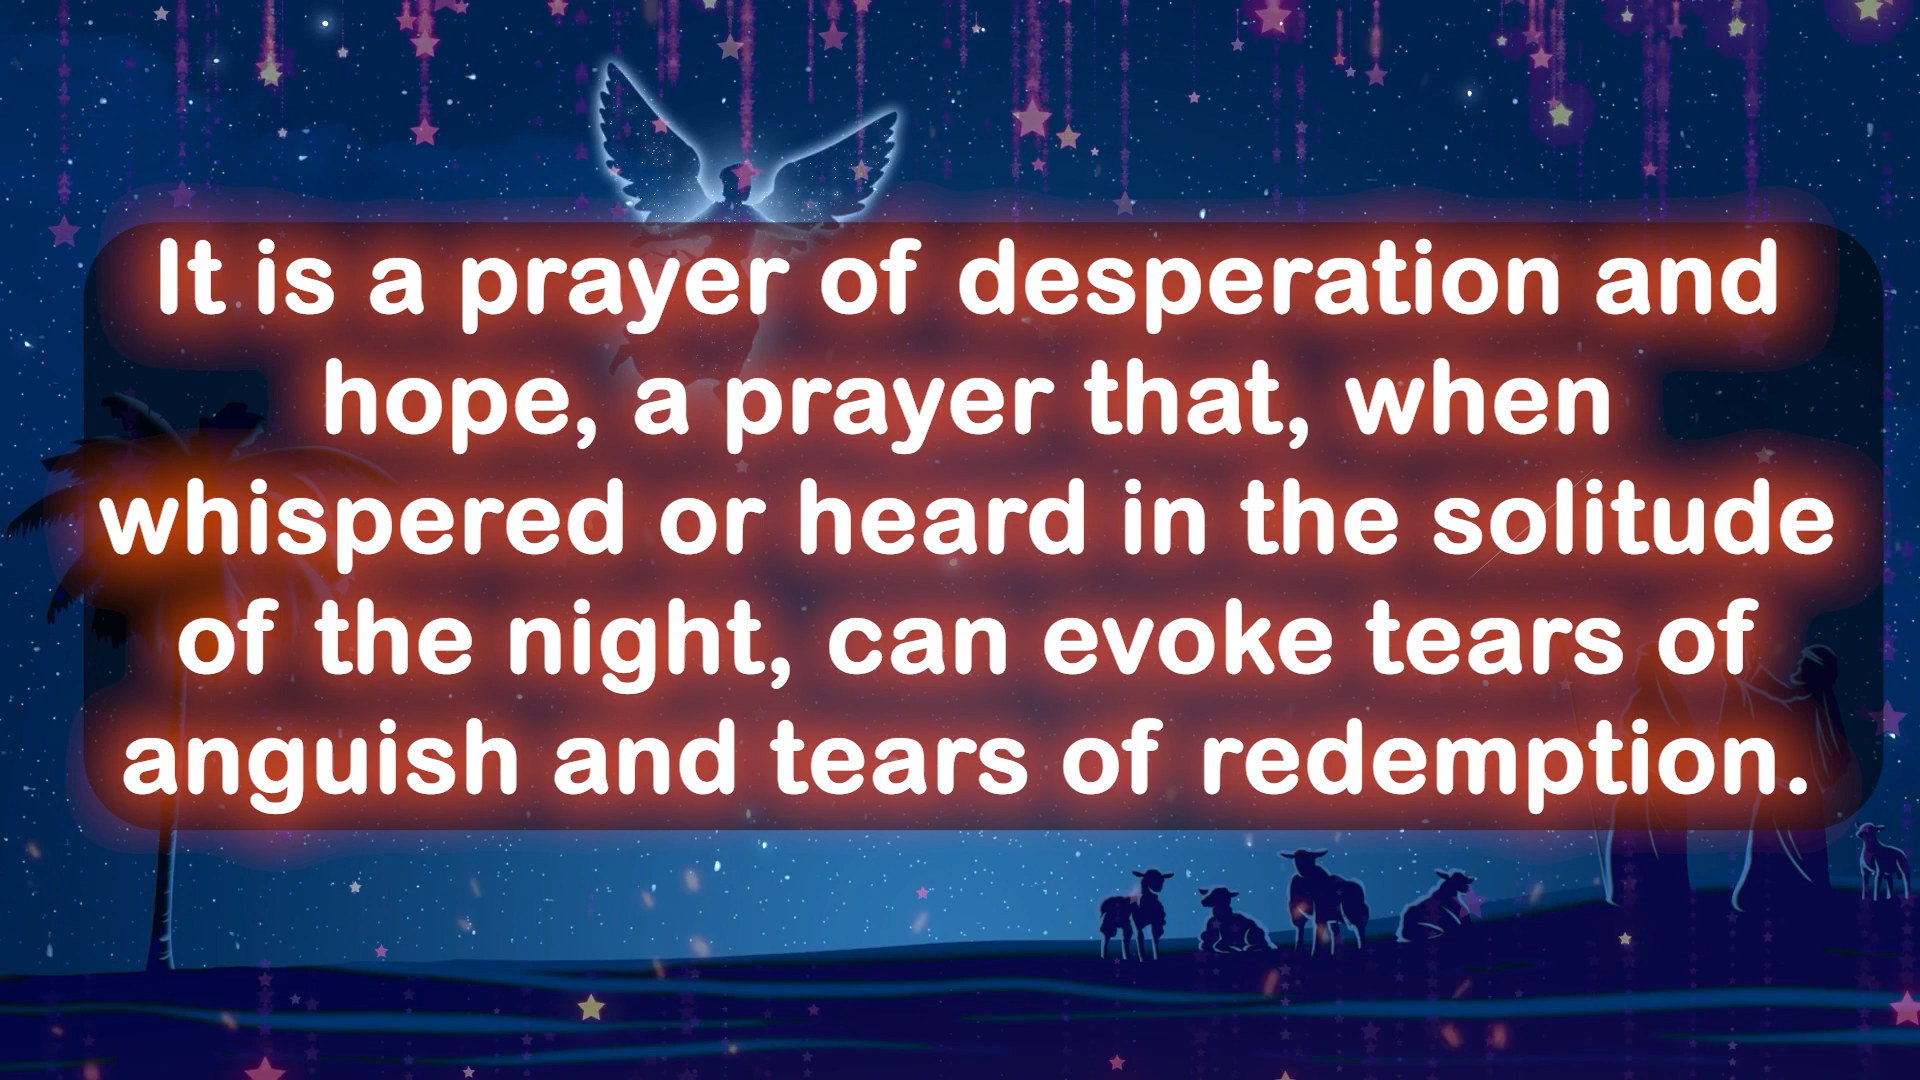 It is a prayer of desperation and
hope, a prayer that, when
whispered or heard in the solitude
of the night, can evoke tears of
anguish and tears of redemption.